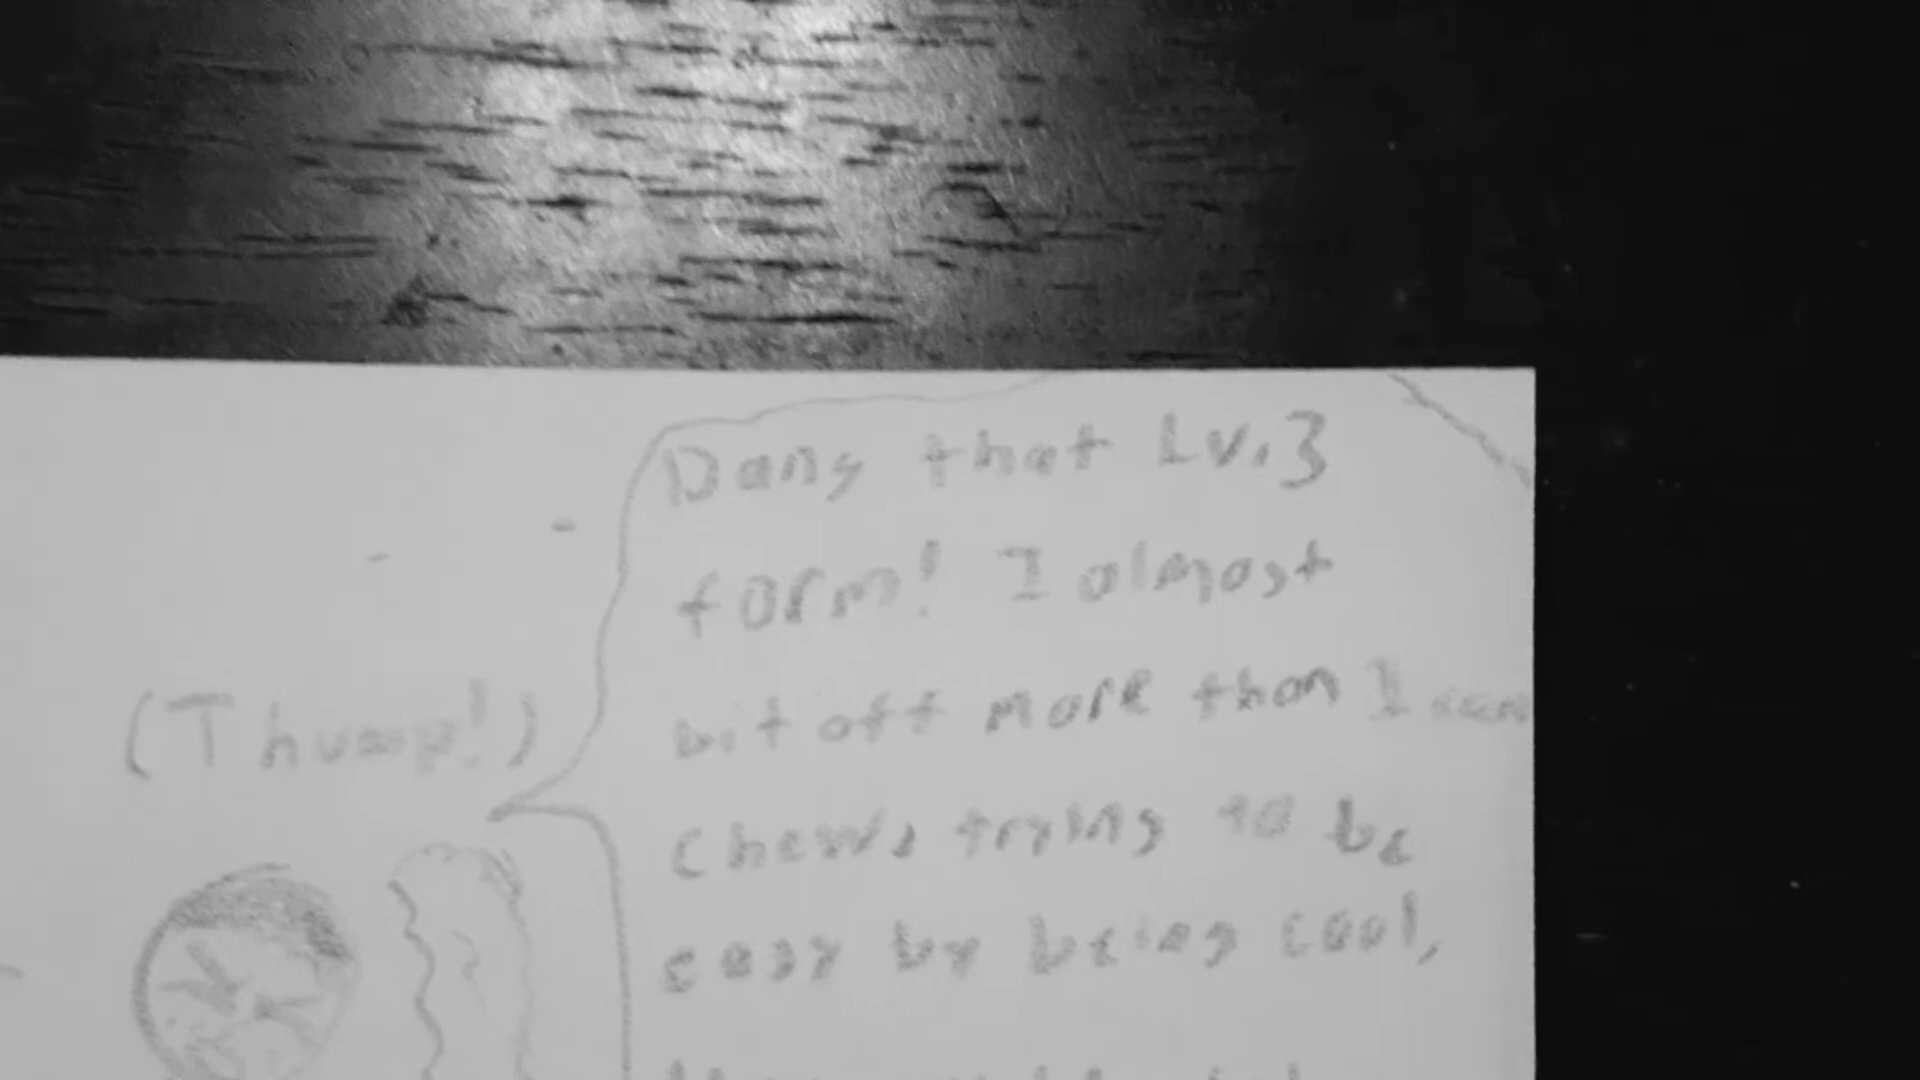 Dang that Lv.3
form! I almost
(Thump!)
bit off more than I can
chew, trying to be
easy by being cool,